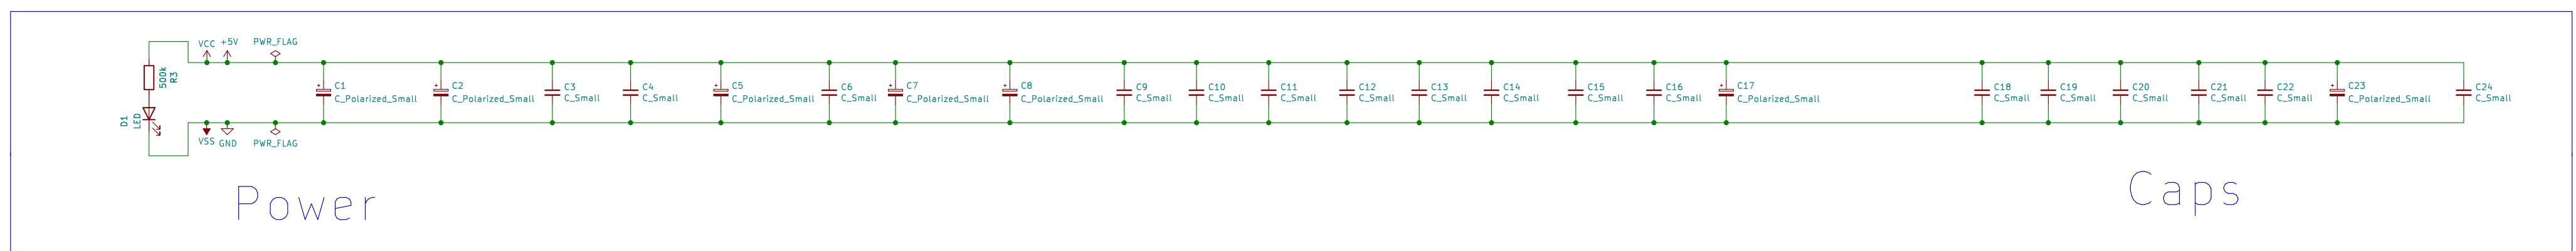 VCC
+5V
PWR_FLAG
500k
R3
D1
LED
VSS
GND
PWR_FLAG
C1
C_Polarized_Small
C2
C_Polarized_Small
C3
C_Small
C4
C_Small
C5
C_Polarized_Small
C6
C_Small
C7
C_Polarized_Small
C8
C_Polarized_Small
C9
C_Small
C10
C_Small
C11
C_Small
C12
C_Small
C13
C_Small
C14
C_Small
C15
C_Small
C16
C_Small
C17
C_Polarized_Small
C18
C_Small
C19
C_Small
C20
C_Small
C21
C_Small
C22
C_Small
C23
C_Polarized_Small
C24
C_Small
Power
Caps